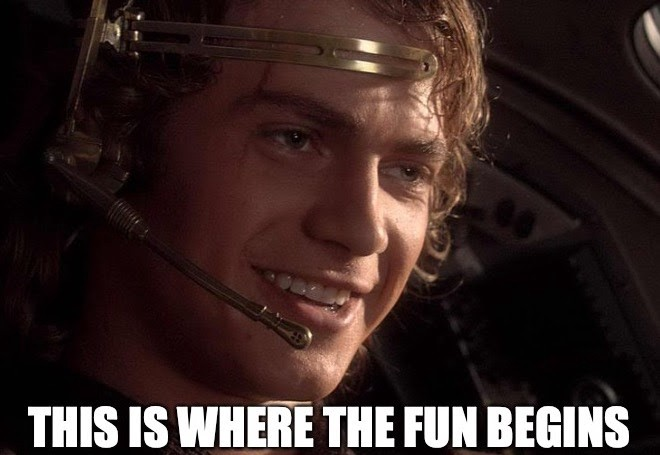 THIS IS WHERE THE FUN BEGINS